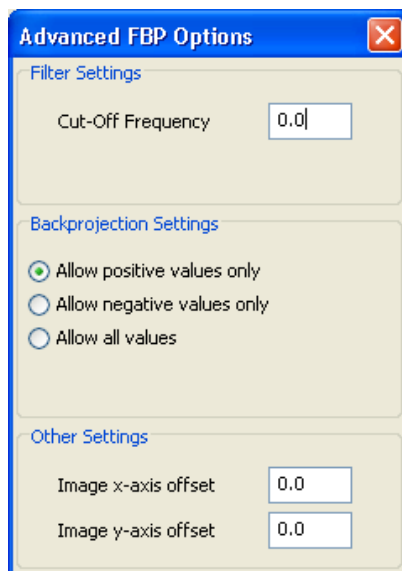 Advanced FBP Options
Filter Settings
Cut-Off Frequency 0.0
Backprojection Settings
Allow positive values only
Allow negative values only
Allow all values
Other Settings
Image x-axis offset 0.0
Image y-axis offset 0.0